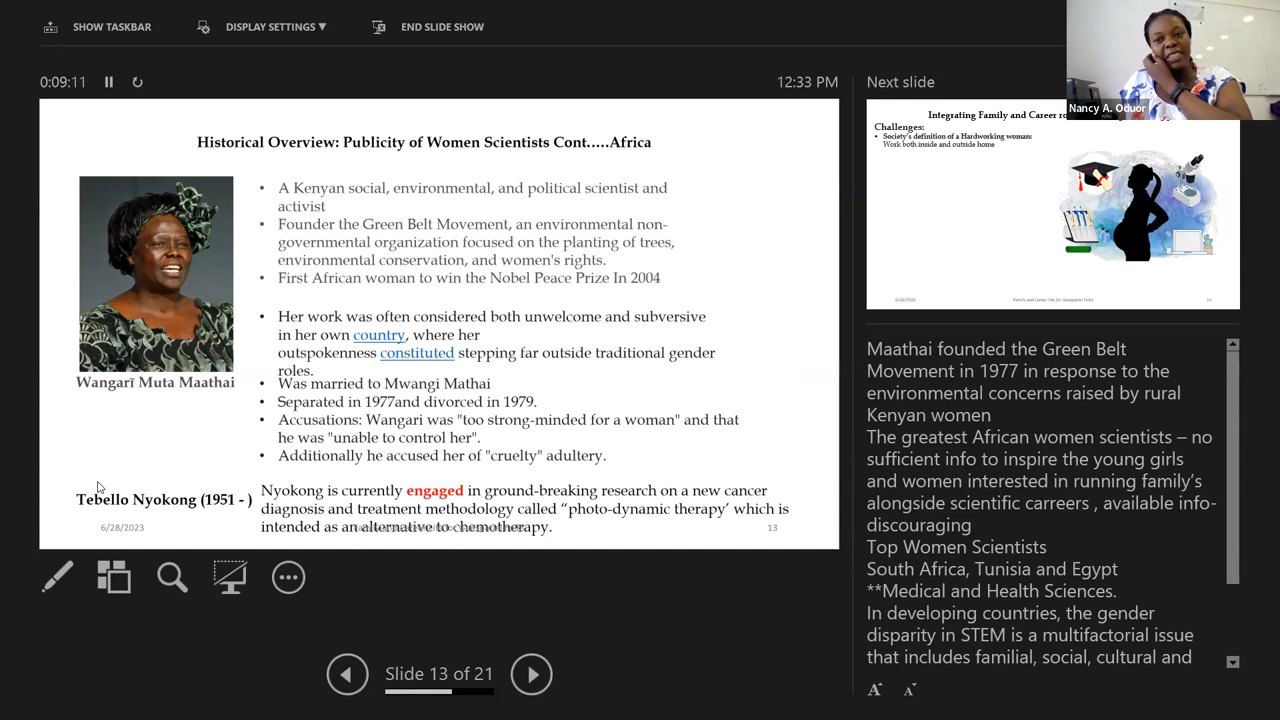 SHOW TASKBAR
DISPLAY SETTINGS ▼
END SLIDE SHOW
0:09:11
12:33 PM
Historical Overview: Publicity of Women Scientists Cont.….Africa
• A Kenyan social, environmental, and political scientist and
activist
• Founder the Green Belt Movement, an environmental non-
governmental organization focused on the planting of trees,
environmental conservation, and women's rights.
• First African woman to win the Nobel Peace Prize In 2004
• Her work was often considered both unwelcome and subversive
in her own country, where her
outspokenness constituted stepping far outside traditional gender
roles.
Wangarĩ Muta Maathai
• Was married to Mwangi Mathai
• Separated in 1977and divorced in 1979.
• Accusations: Wangari was "too strong-minded for a woman" and that
he was "unable to control her".
• Additionally he accused her of "cruelty" adultery.
Tebello Nyokong (1951 - )
Nyokong is currently engaged in ground-breaking research on a new cancer
diagnosis and treatment methodology called “photo-dynamic therapy’ which is
intended as an alternative to chemotherapy.
6/28/2023
13
Slide 13 of 21
Next slide
Nancy A. Oduor
Integrating Family and Career
Challenges:
• Society's definition of a Hardworking woman:
Work both inside and outside home
6/28/2023
Family and Career Life for Geospatial Folks
14
Maathai founded the Green Belt
Movement in 1977 in response to the
environmental concerns raised by rural
Kenyan women
The greatest African women scientists – no
sufficient info to inspire the young girls
and women interested in running family’s
alongside scientific carreers , available info-
discouraging
Top Women Scientists
South Africa, Tunisia and Egypt
**Medical and Health Sciences.
In developing countries, the gender
disparity in STEM is a multifactorial issue
that includes familial, social, cultural and
A A